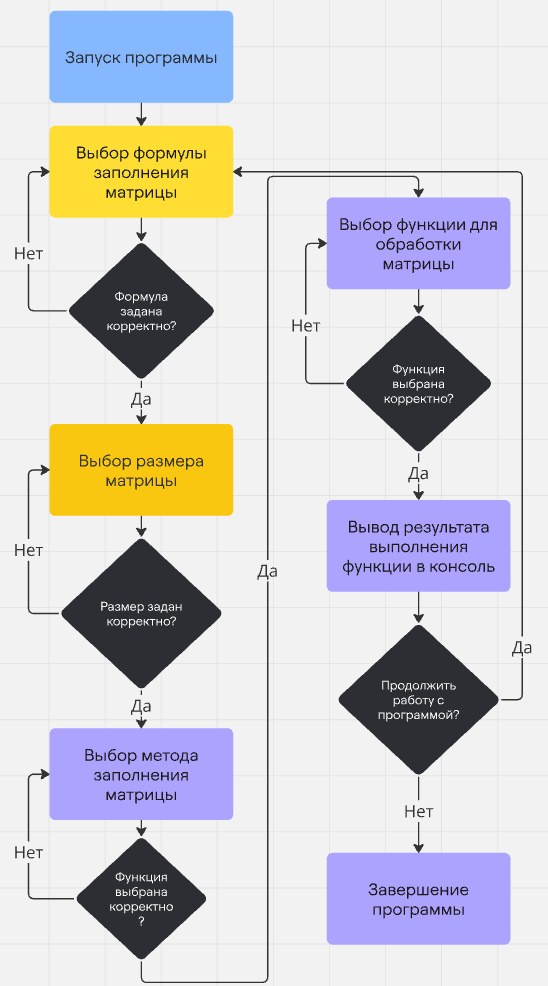 Запуск программы
Выбор формулы
заполнения
матрицы
Нет
Формула
задана
корректно?
Да
Выбор размера
матрицы
Нет
Размер задан
корректно?
Да
Выбор метода
заполнения
матрицы
Нет
Функция
выбрана
корректно
?
Да
Выбор функции для
обработки
матрицы
Нет
Функция
выбрана
корректно?
Да
Вывод результата
выполнения
функции в консоль
Продолжить
работу с
программой?
Да
Нет
Завершение
программы